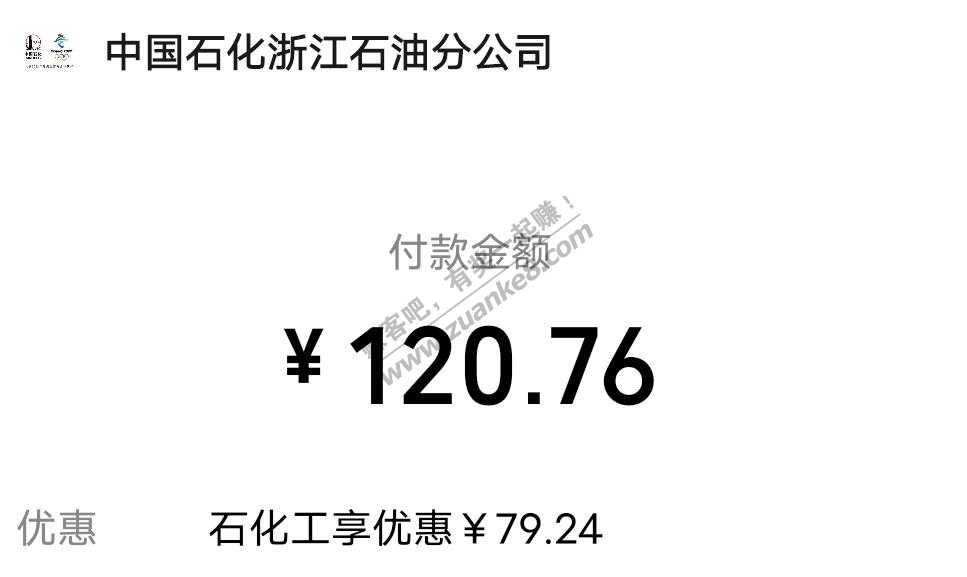 中国石化浙江石油分公司
付款金额
赚客吧，有奖一起赚！
www.zuanke8.com
¥120.76
优惠 石化工享优惠¥79.24